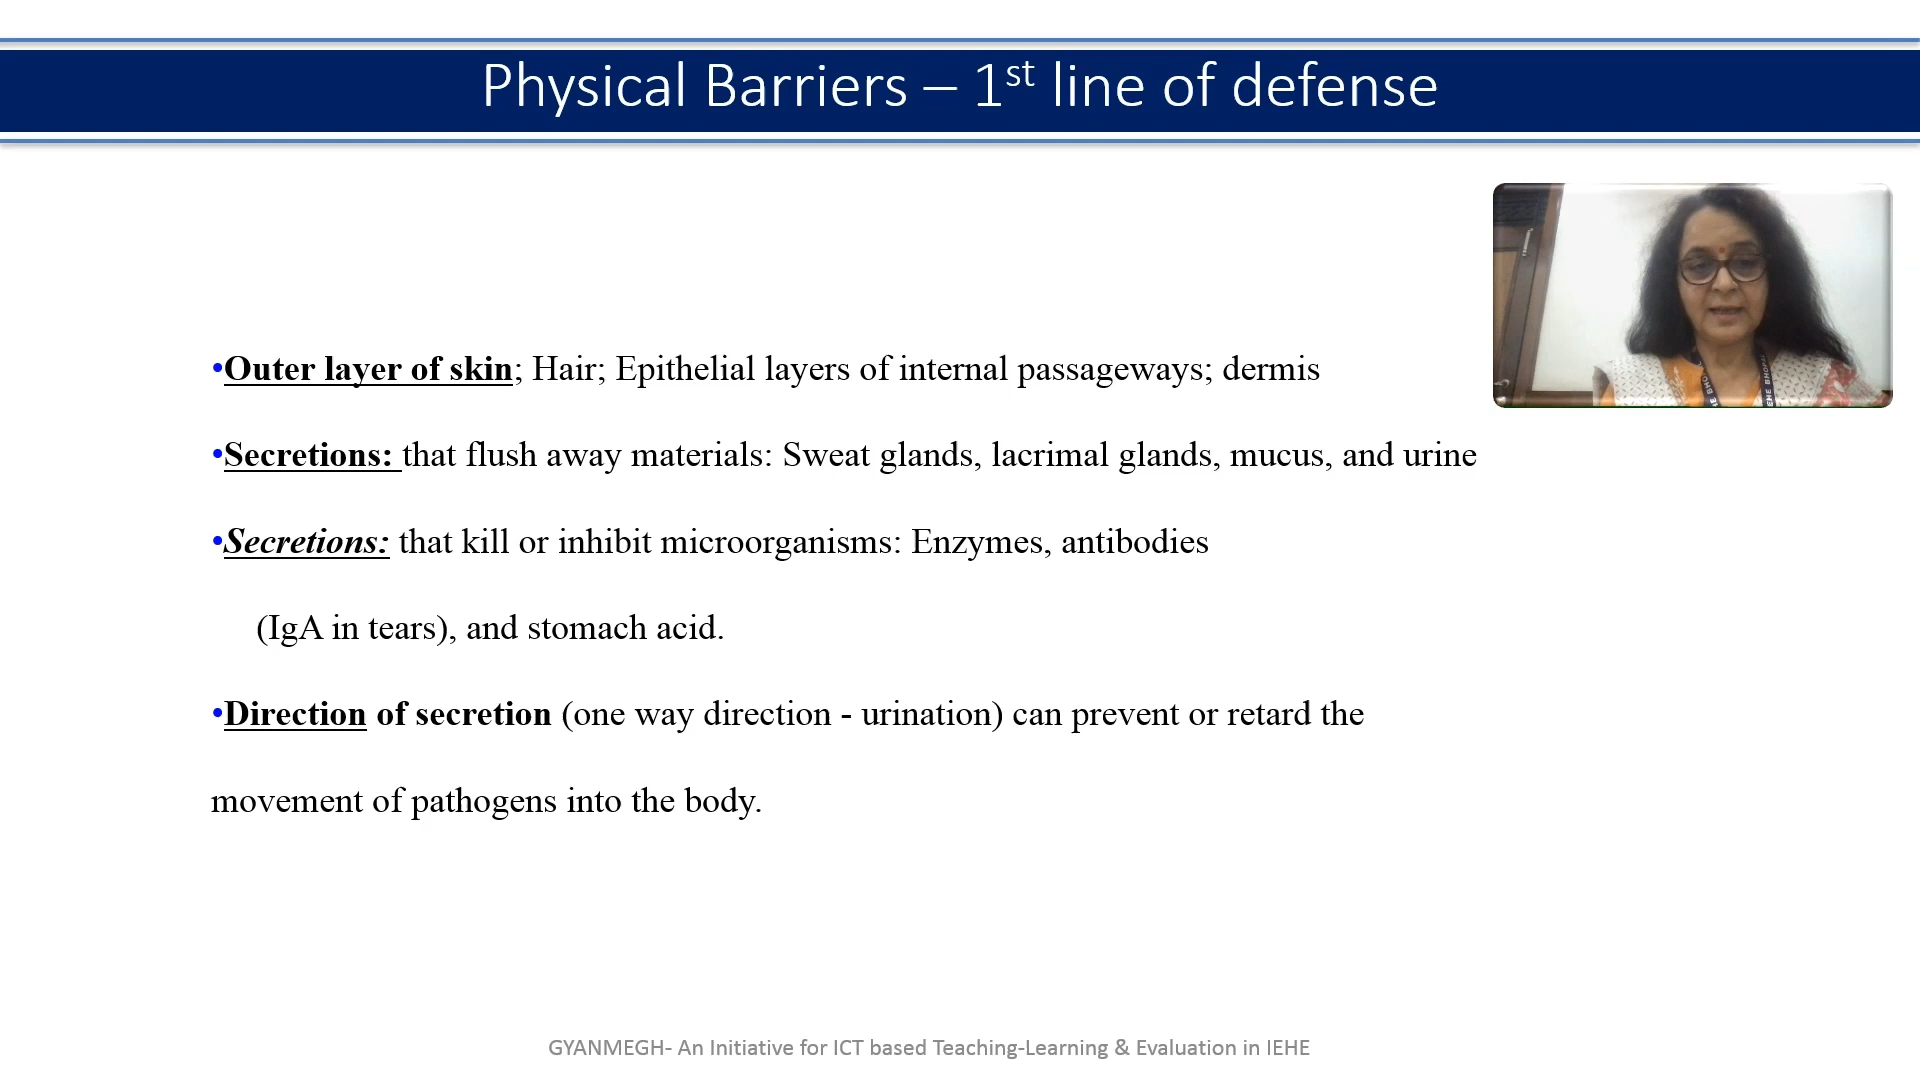 Physical Barriers – 1st line of defense
•Outer layer of skin; Hair; Epithelial layers of internal passageways; dermis
•Secretions: that flush away materials: Sweat glands, lacrimal glands, mucus, and urine
•Secretions: that kill or inhibit microorganisms: Enzymes, antibodies
(IgA in tears), and stomach acid.
•Direction of secretion (one way direction - urination) can prevent or retard the
movement of pathogens into the body.
GYANMEGH- An Initiative for ICT based Teaching-Learning & Evaluation in IEHE